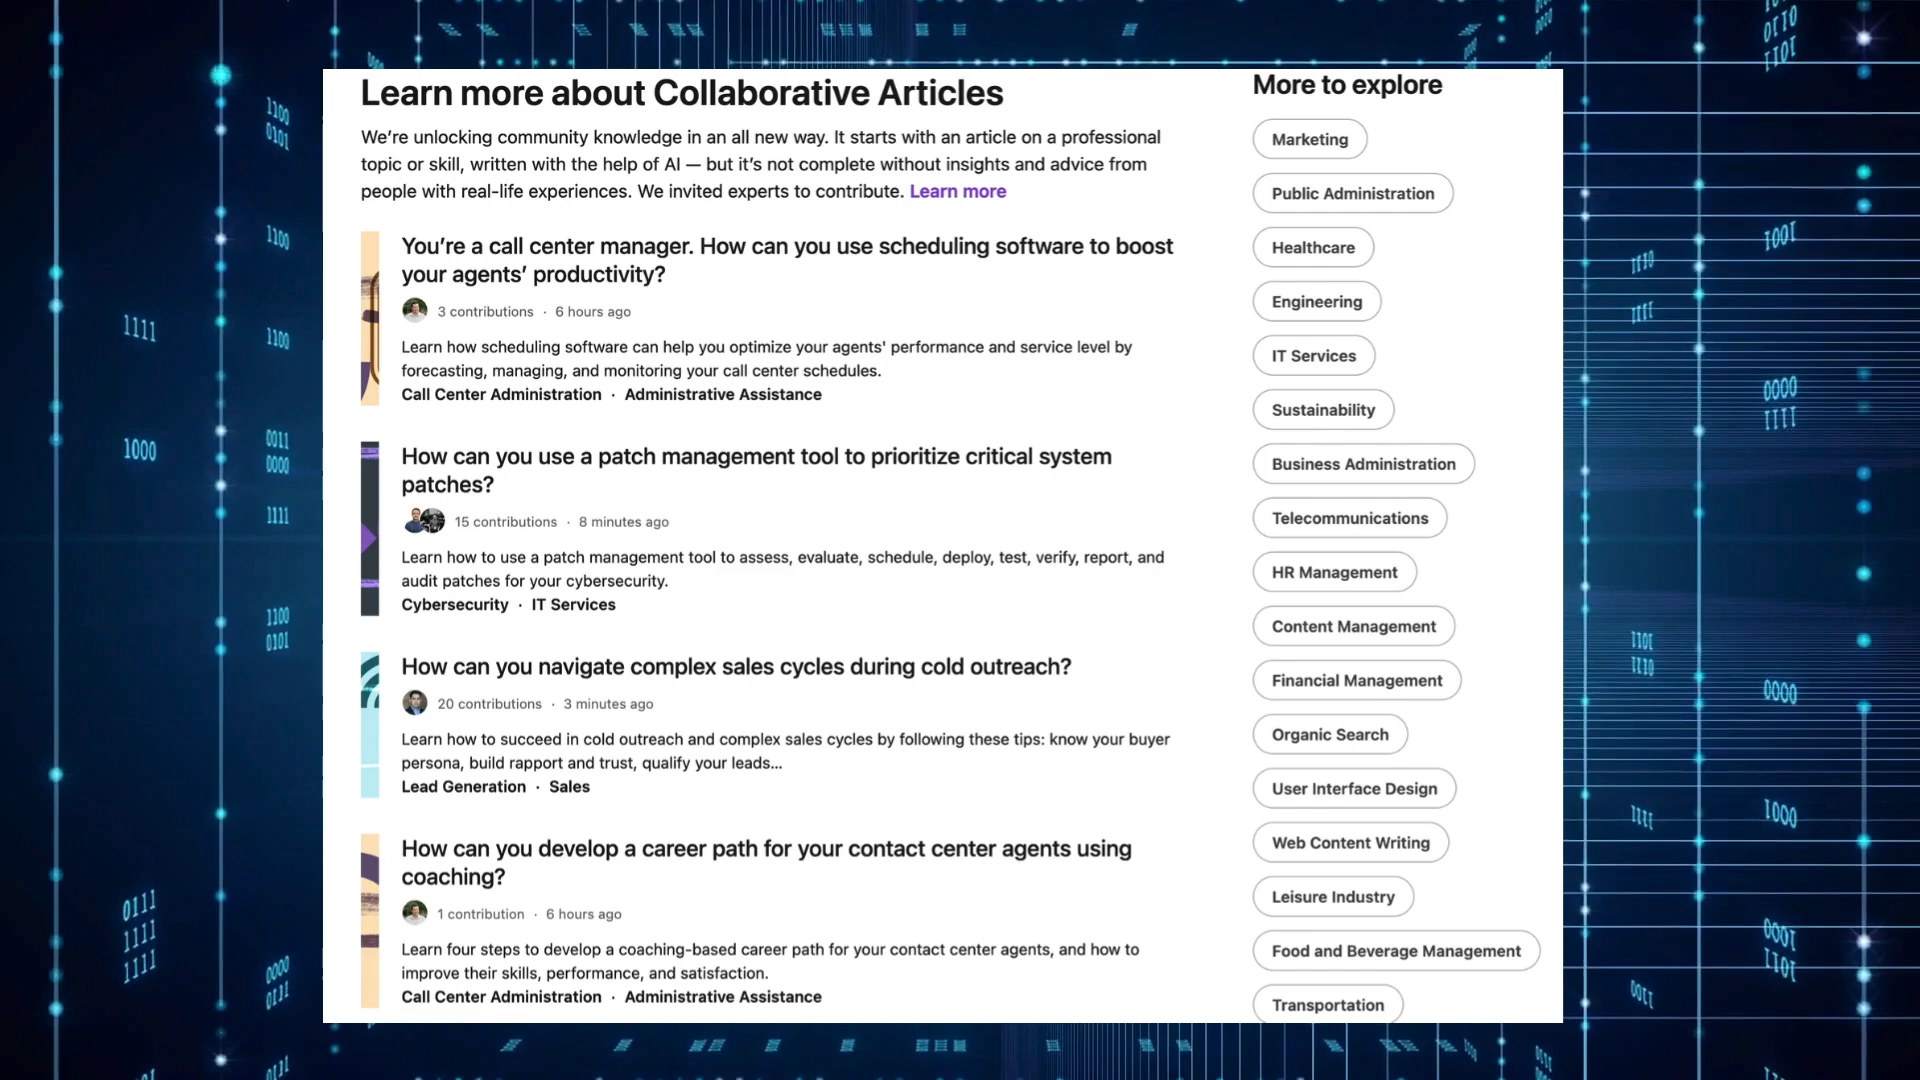 Learn more about Collaborative Articles
We’re unlocking community knowledge in an all new way. It starts with an article on a professional
topic or skill, written with the help of AI — but it’s not complete without insights and advice from
people with real-life experiences. We invited experts to contribute. Learn more
You’re a call center manager. How can you use scheduling software to boost
your agents’ productivity?
3 contributions · 6 hours ago
Learn how scheduling software can help you optimize your agents' performance and service level by
forecasting, managing, and monitoring your call center schedules.
Call Center Administration · Administrative Assistance
How can you use a patch management tool to prioritize critical system
patches?
15 contributions · 8 minutes ago
Learn how to use a patch management tool to assess, evaluate, schedule, deploy, test, verify, report, and
audit patches for your cybersecurity.
Cybersecurity · IT Services
How can you navigate complex sales cycles during cold outreach?
20 contributions · 3 minutes ago
Learn how to succeed in cold outreach and complex sales cycles by following these tips: know your buyer
persona, build rapport and trust, qualify your leads...
Lead Generation · Sales
How can you develop a career path for your contact center agents using
coaching?
1 contribution · 6 hours ago
Learn four steps to develop a coaching-based career path for your contact center agents, and how to
improve their skills, performance, and satisfaction.
Call Center Administration · Administrative Assistance
More to explore
Marketing
Public Administration
Healthcare
Engineering
IT Services
Sustainability
Business Administration
Telecommunications
HR Management
Content Management
Financial Management
Organic Search
User Interface Design
Web Content Writing
Leisure Industry
Food and Beverage Management
Transportation
1111
1000
0111
1111
1111
1100
0101
1100
1100
0011
0000
1111
1100
0101
0000
0111
0000
1111
0000
1000